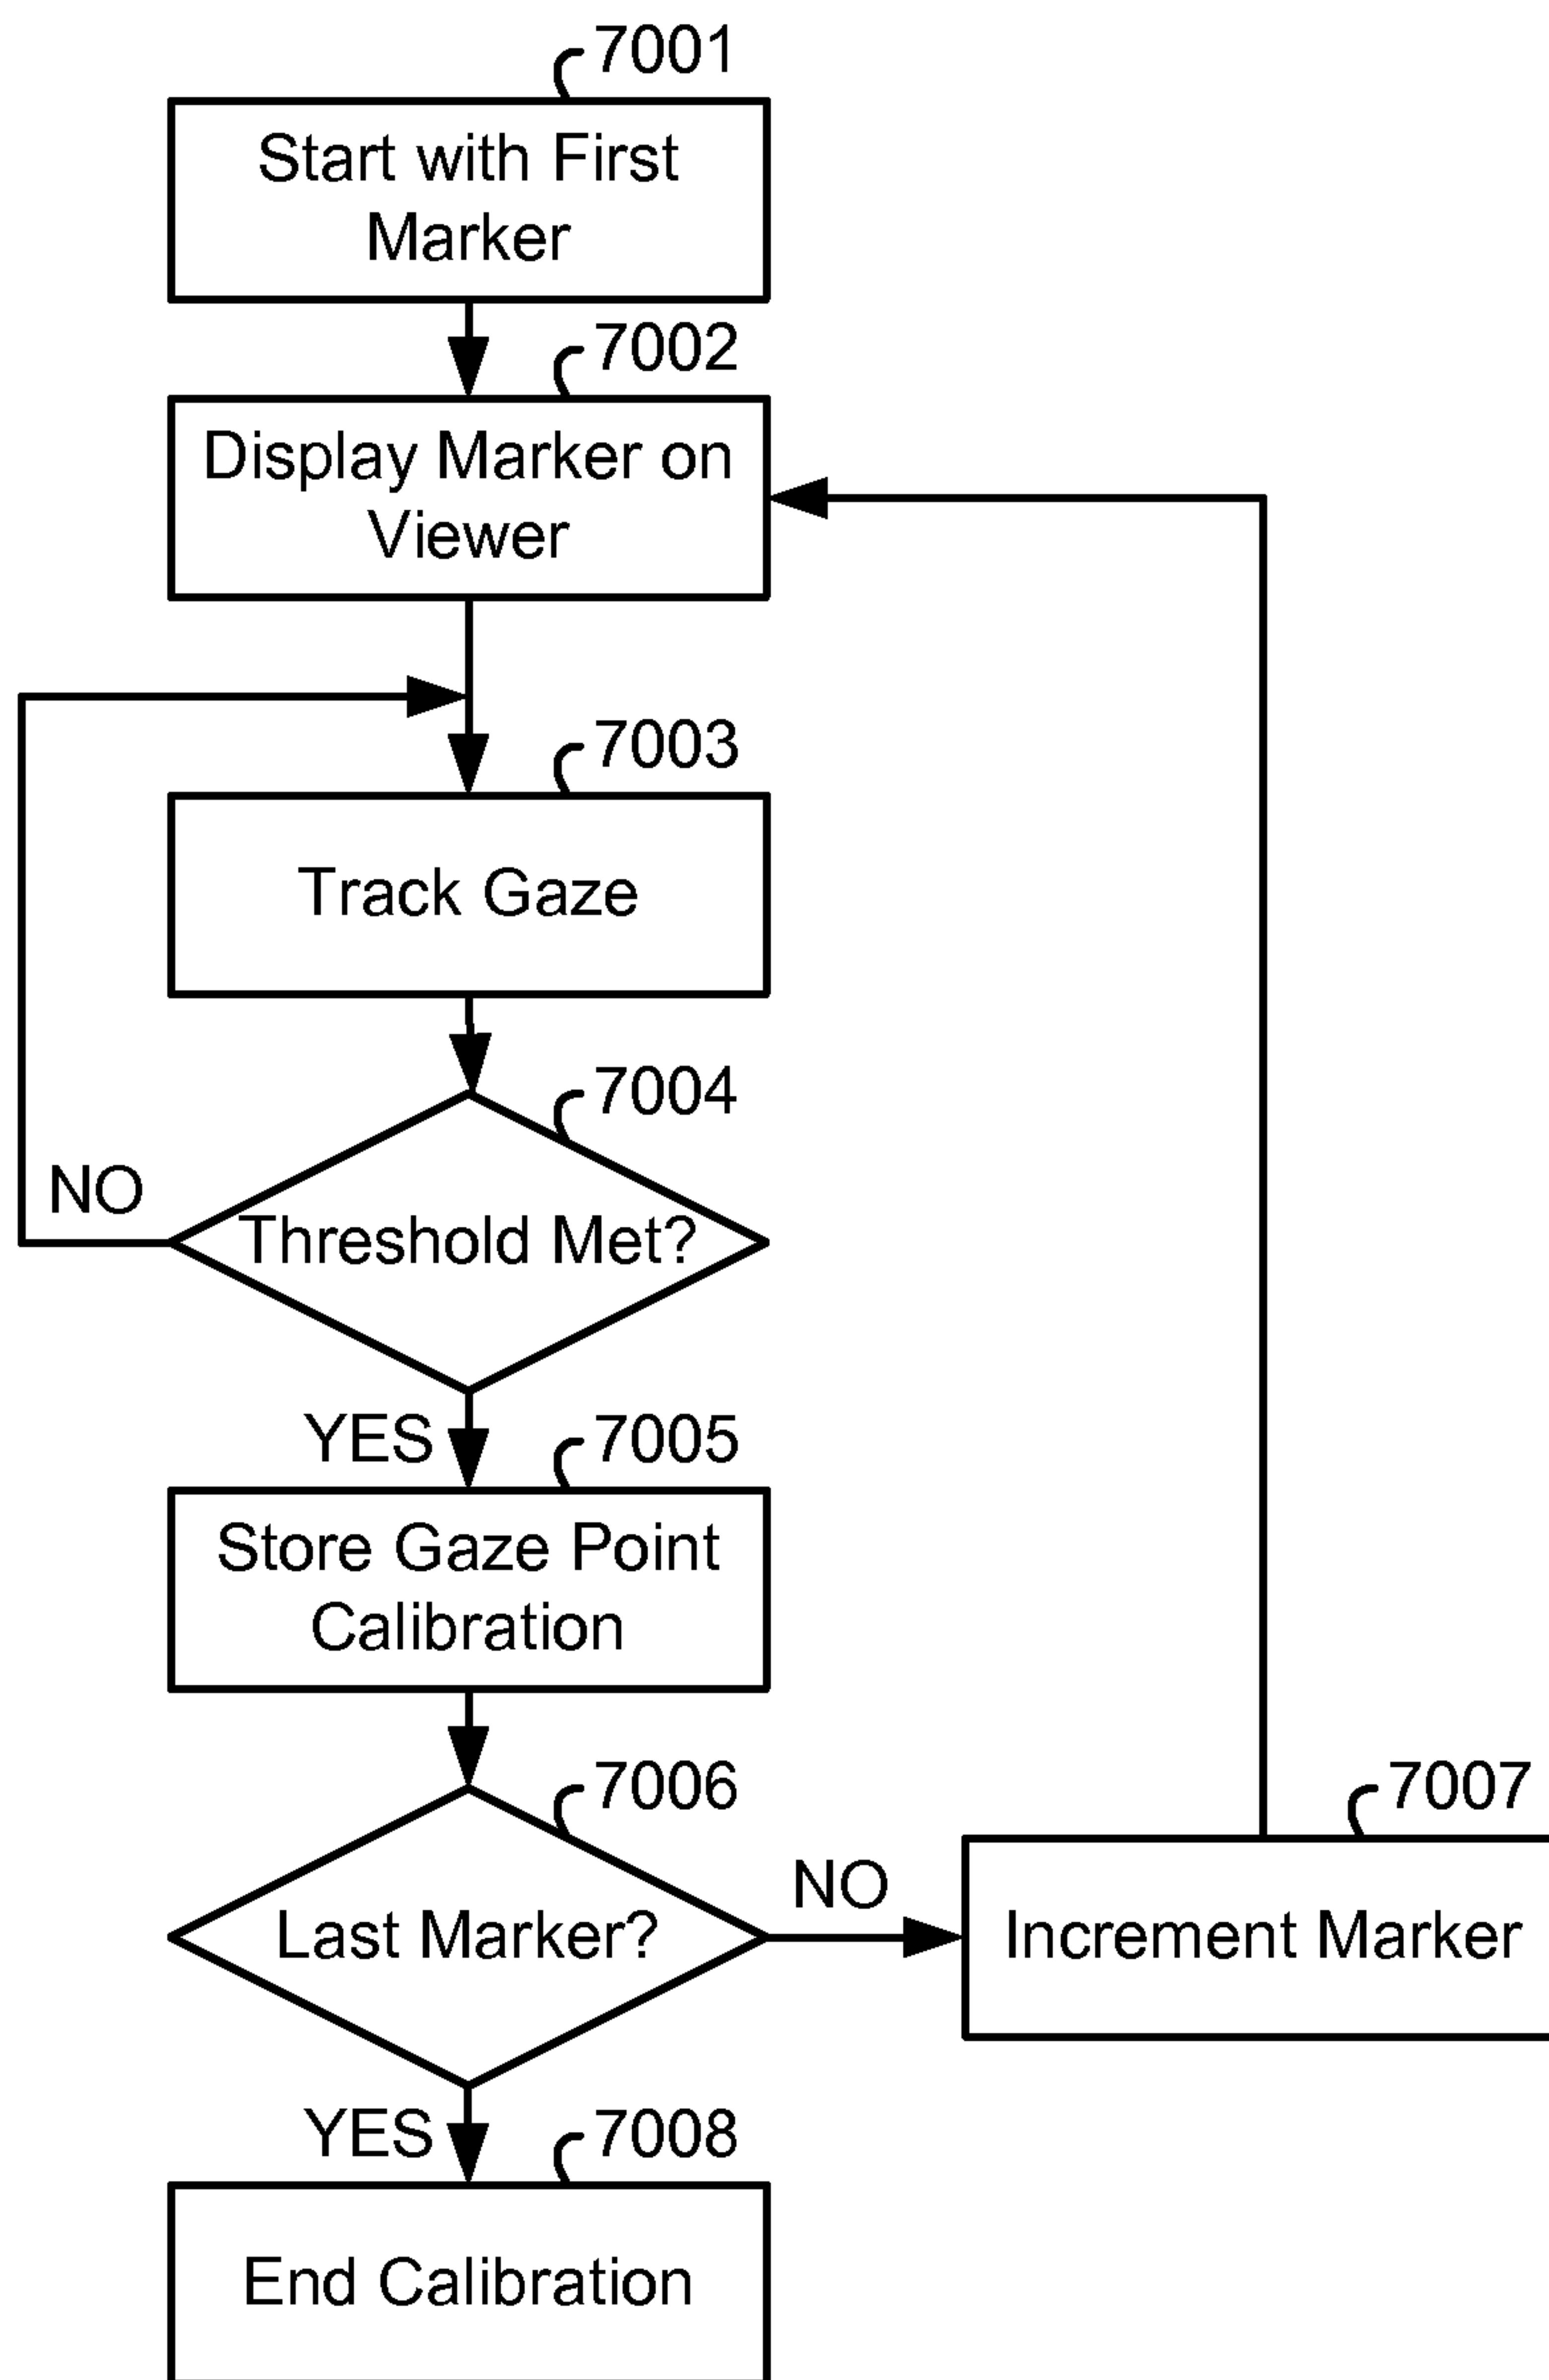 7001
Start with First
Marker
7002
Display Marker on
Viewer
7003
Track Gaze
7004
NO
Threshold Met?
YES
7005
Store Gaze Point
Calibration
7006
7007
NO
Last Marker?
Increment Marker
YES
7008
End Calibration